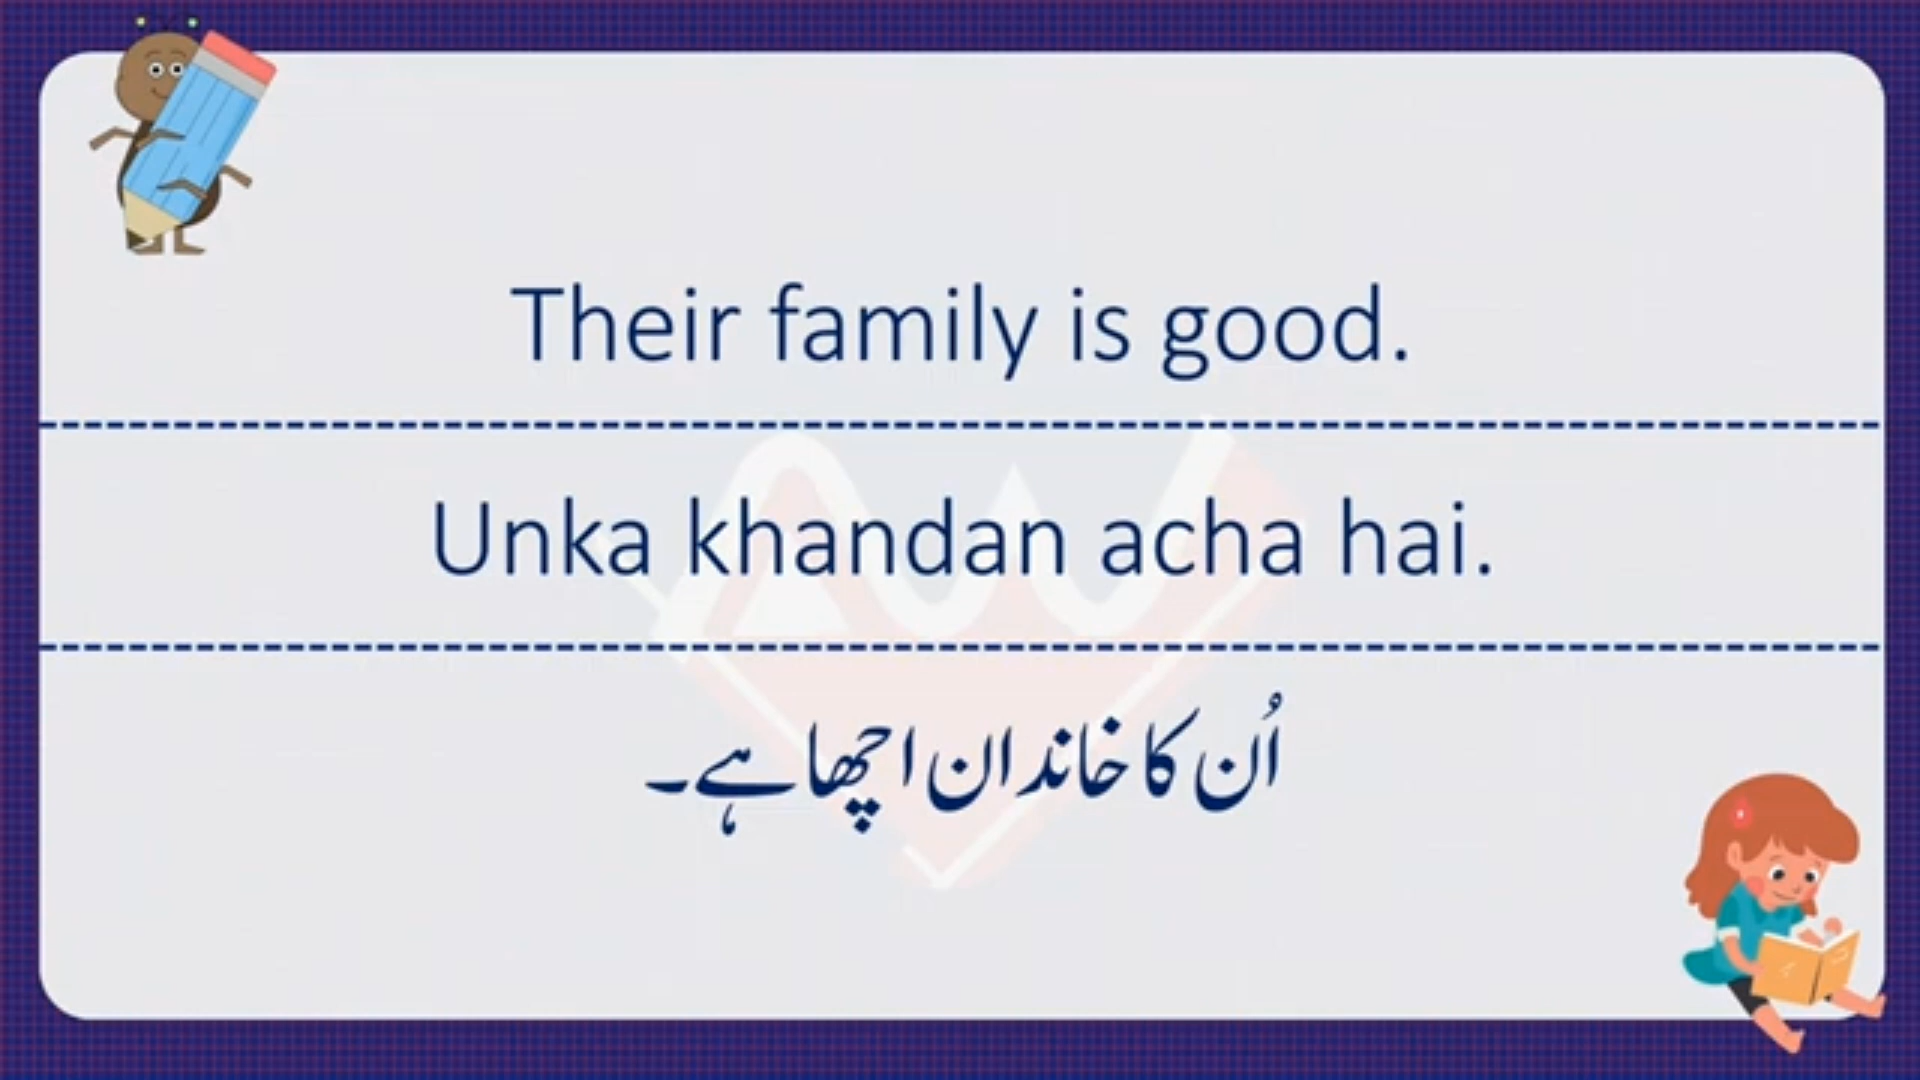 Their family is good.
Unka khandan acha hai.
اُن کا خاندان اچھا ہے۔